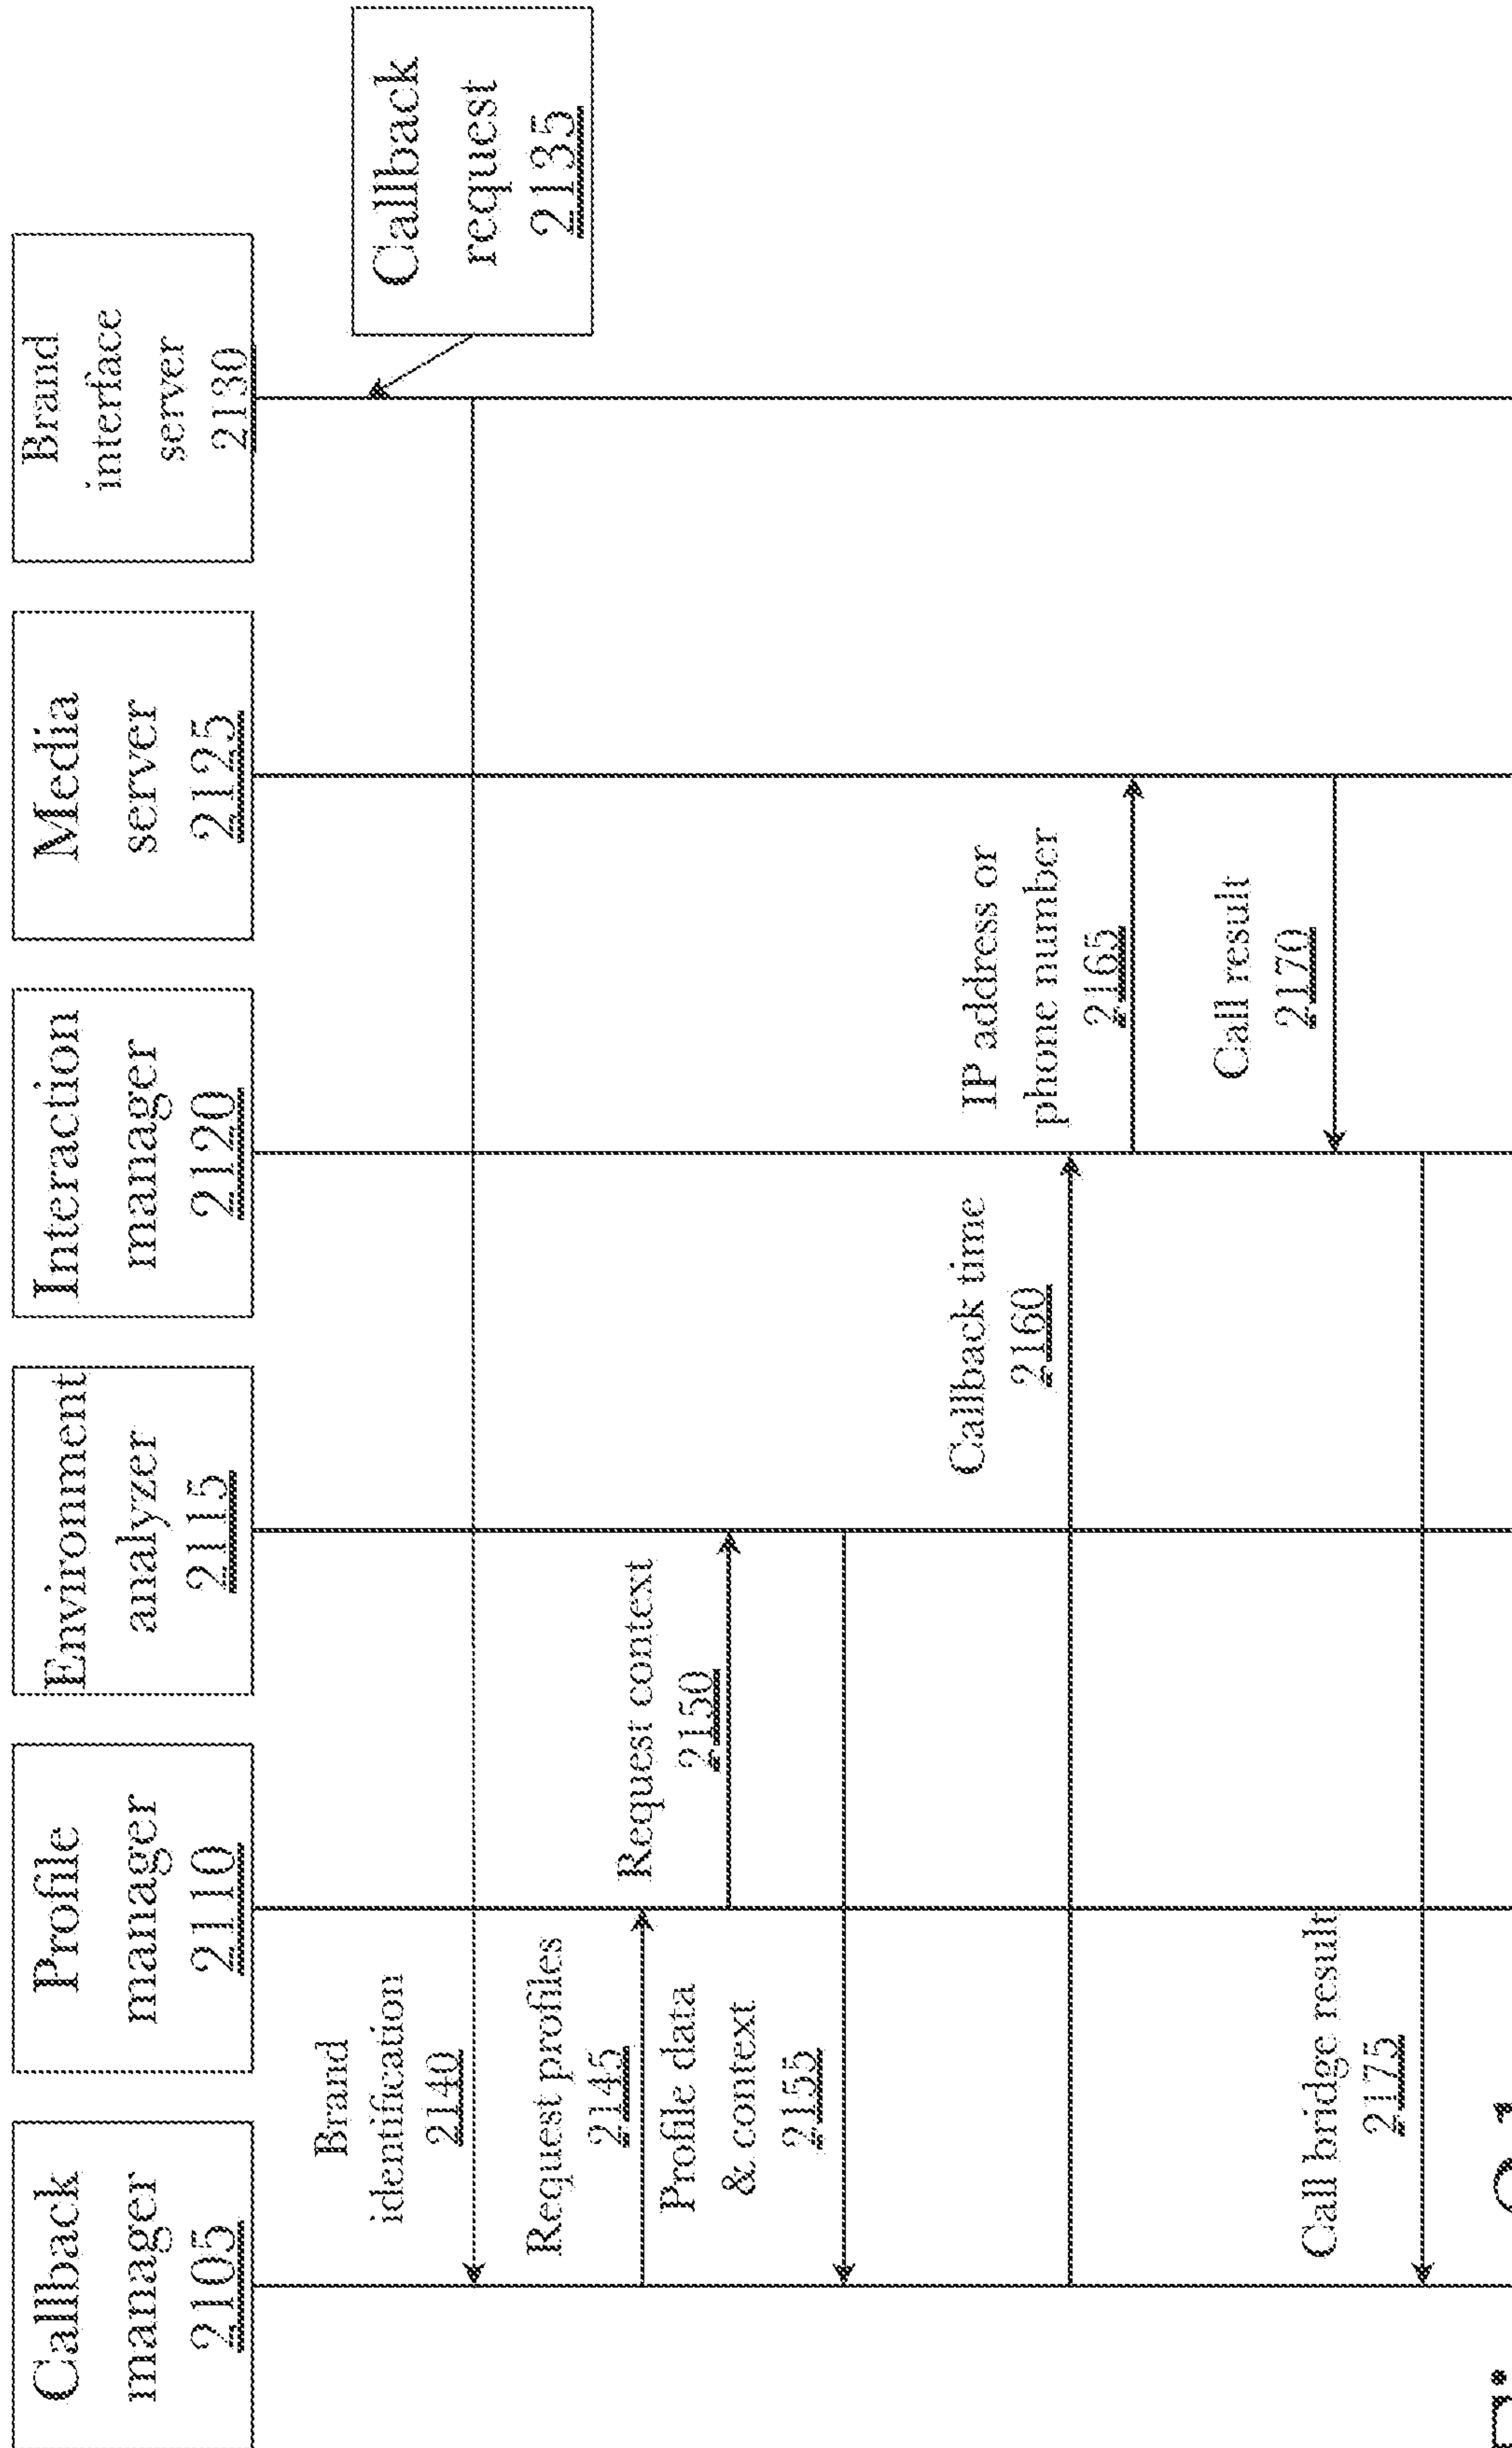 Callback
manager
2105
Profile
manager
2110
Environment
analyzer
2115
Interaction
manager
2120
Media
server
2125
Brand
interface
server
2130
Callback
request
2135
Brand
identification
2140
Request profiles
2145
Request context
2150
Profile data
& context
2155
Callback time
2160
IP address or
phone number
2165
Call result
2170
Call bridge result
2175